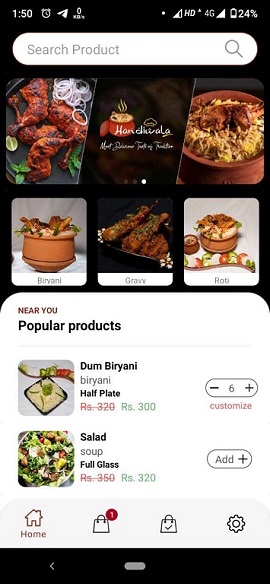 1:50 0 KB/s HD 4G 24%
Search Product
Handiwala
Most Delicious Taste of Tradition
Biryani Gravy Roti
NEAR YOU
Popular products
Dum Biryani
biryani
Half Plate
Rs. 320 Rs. 300
6
customize
Salad
soup
Full Glass
Rs. 350 Rs. 320
Add +
1
Home